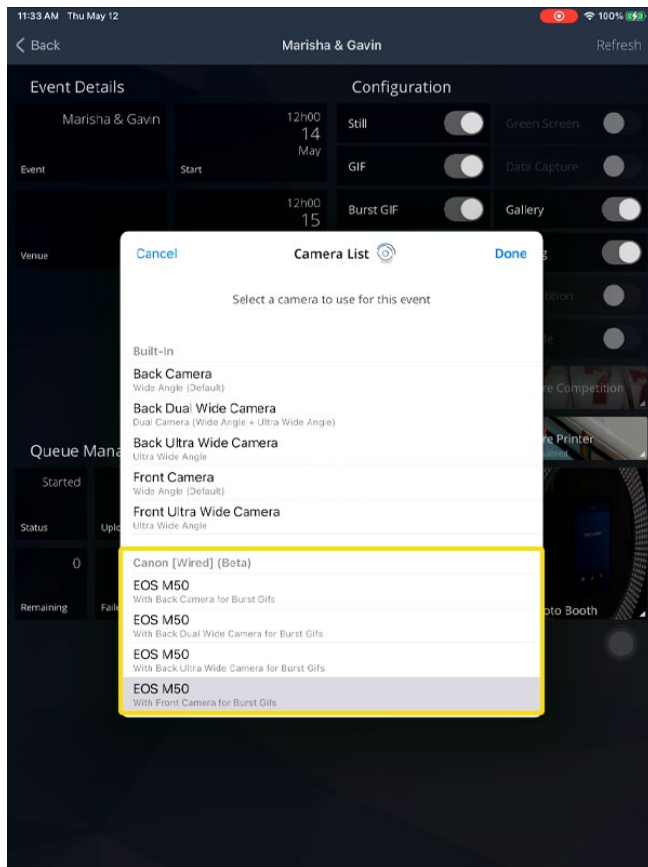 11:33 AM Thu May 12
100%
Back
Marisha & Gavin
Refresh
Event Details
Configuration
Marisha & Gavin
Event
12h00
14
May
Start
Still
Green Screen
GIF
Data Capture
12h00
15
Burst GIF
Gallery
Venue
Cancel
Camera List
Done
Select a camera to use for this event
Built-In
Back Camera
Wide Angle (Default)
Back Dual Wide Camera
Dual Camera (Wide Angle + Ultra Wide Angle)
Back Ultra Wide Camera
Ultra Wide Angle
Front Camera
Wide Angle (Default)
Front Ultra Wide Camera
Ultra Wide Angle
Canon [Wired] (Beta)
EOS M50
With Back Camera for Burst Gifs
EOS M50
With Back Dual Wide Camera for Burst Gifs
EOS M50
With Back Ultra Wide Camera for Burst Gifs
EOS M50
With Front Camera for Burst Gifs
Competition
Printer
Queue
Started
Status
0
Remaining
Booth